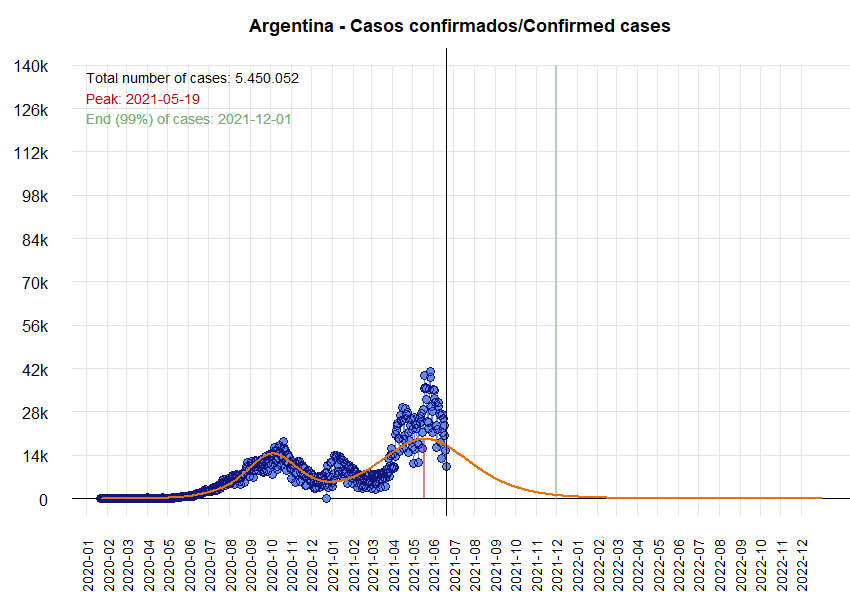 Argentina - Casos confirmados/Confirmed cases
140k
126k
112k
98k
84k
70k
56k
42k
28k
14k
0
Total number of cases: 5.450.052
Peak: 2021-05-19
End (99%) of cases: 2021-12-01
2020-01
2020-02
2020-03
2020-04
2020-05
2020-06
2020-07
2020-08
2020-09
2020-10
2020-11
2020-12
2021-01
2021-02
2021-03
2021-04
2021-05
2021-06
2021-07
2021-08
2021-09
2021-10
2021-11
2021-12
2022-01
2022-02
2022-03
2022-04
2022-05
2022-06
2022-07
2022-08
2022-09
2022-10
2022-11
2022-12